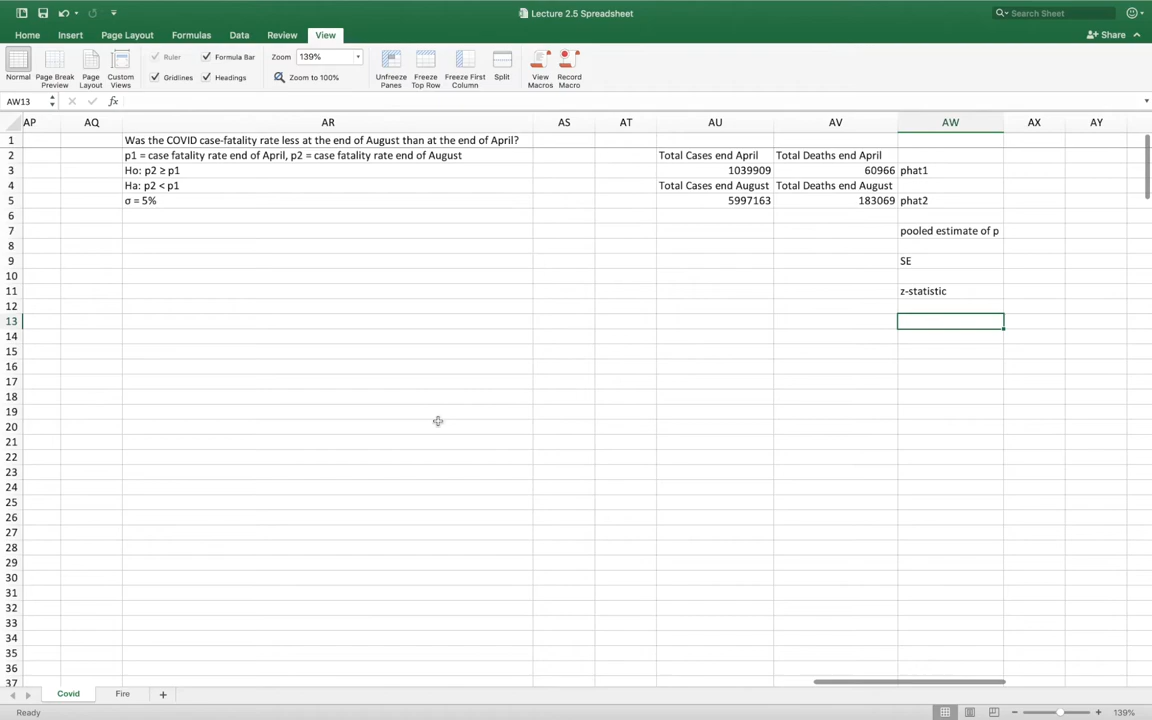 Lecture 2.5 Spreadsheet
Search Sheet
Home Insert Page Layout Formulas Data Review View
Share
Normal
Page Break Preview
Page Layout
Custom Views
Ruler
Formula Bar
Gridlines
Headings
Zoom 139%
Zoom to 100%
Unfreeze Panes
Freeze Top Row
Freeze First Column
Split
View Macros
Record Macro
AW13 fx
AP AQ AR AS AT AU AV AW AX AY
1 Was the COVID case-fatality rate less at the end of August than at the end of April?
2 p1 = case fatality rate end of April, p2 = case fatality rate end of August Total Cases end April Total Deaths end April
3 Ho: p2 ≥ p1 1039909 60966 phat1
4 Ha: p2 < p1 Total Cases end August Total Deaths end August
5 σ = 5% 5997163 183069 phat2
6
7 pooled estimate of p
8
9 SE
10
11 z-statistic
12
13
14
15
16
17
18
19
20
21
22
23
24
25
26
27
28
29
30
31
32
33
34
35
36
37
Covid Fire
Ready
139%